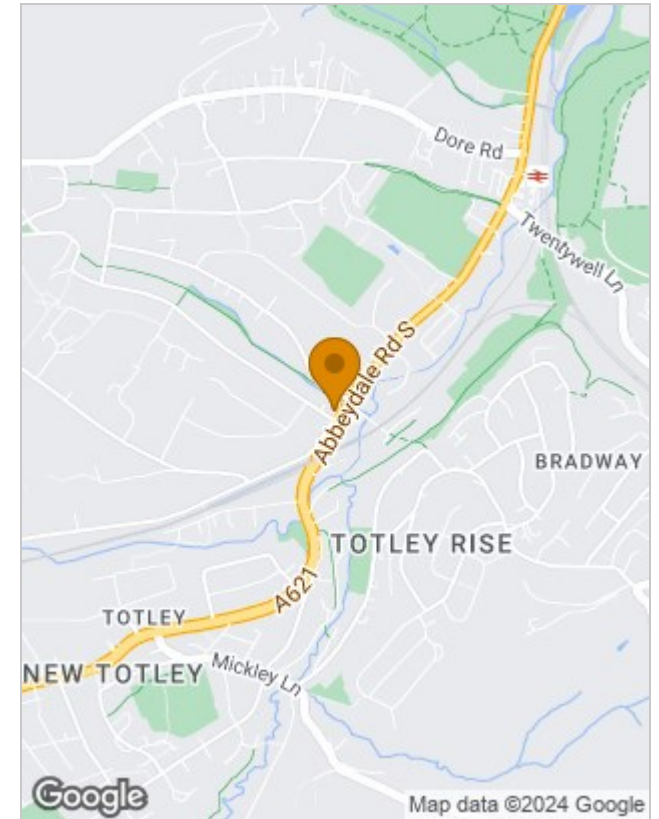 Dore Rd
Twentywell Ln
Abbeydale Rd S
BRADWAY
TOTLEY RISE
A621
TOTLEY
NEW TOTLEY
Mickley Ln
Google
Map data ©2024 Google